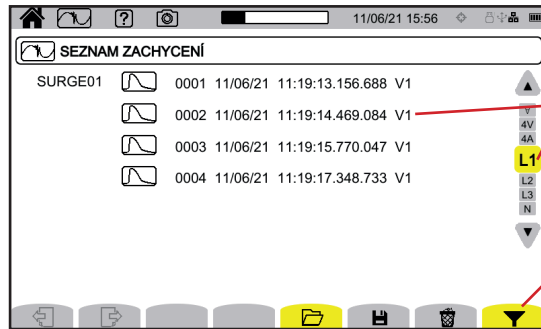 ? 11/06/21 15:56
SEZNAM ZACHYCENÍ
SURGE01 0001 11/06/21 11:19:13.156.688 V1
0002 11/06/21 11:19:14.469.084 V1
0003 11/06/21 11:19:15.770.047 V1
0004 11/06/21 11:19:17.348.733 V1
∀
4V
4A
L1
L2
L3
N